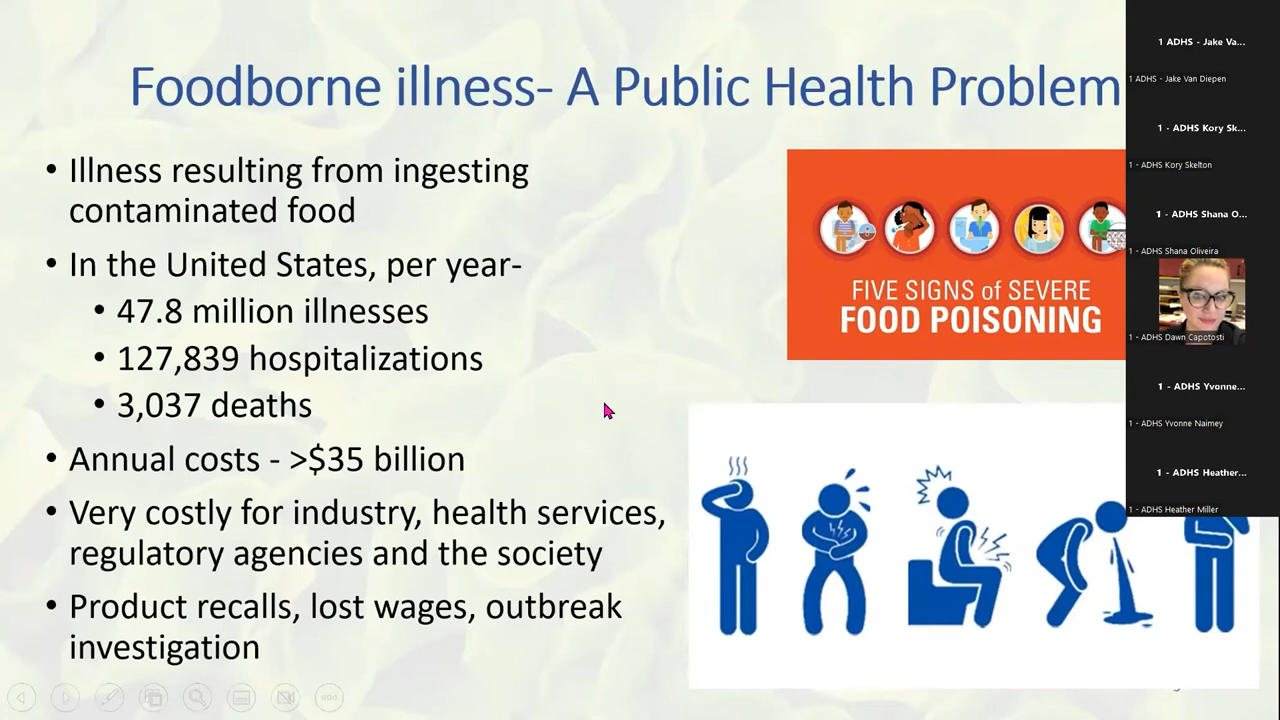 Foodborne illness- A Public Health Problem
• Illness resulting from ingesting
contaminated food
• In the United States, per year-
• 47.8 million illnesses
• 127,839 hospitalizations
• 3,037 deaths
• Annual costs - >$35 billion
• Very costly for industry, health services,
regulatory agencies and the society
• Product recalls, lost wages, outbreak
investigation
FIVE SIGNS of SEVERE
FOOD POISONING
1 ADHS - Jake Va...
1 ADHS - Jake Van Diepen
1 - ADHS Kory Sk...
1 - ADHS Kory Skelton
1 - ADHS Shana O...
1 - ADHS Shana Oliveira
1 - ADHS Dawn Capotosti
1 - ADHS Yvonne...
1 - ADHS Yvonne Naimey
1 - ADHS Heather...
1 - ADHS Heather Miller